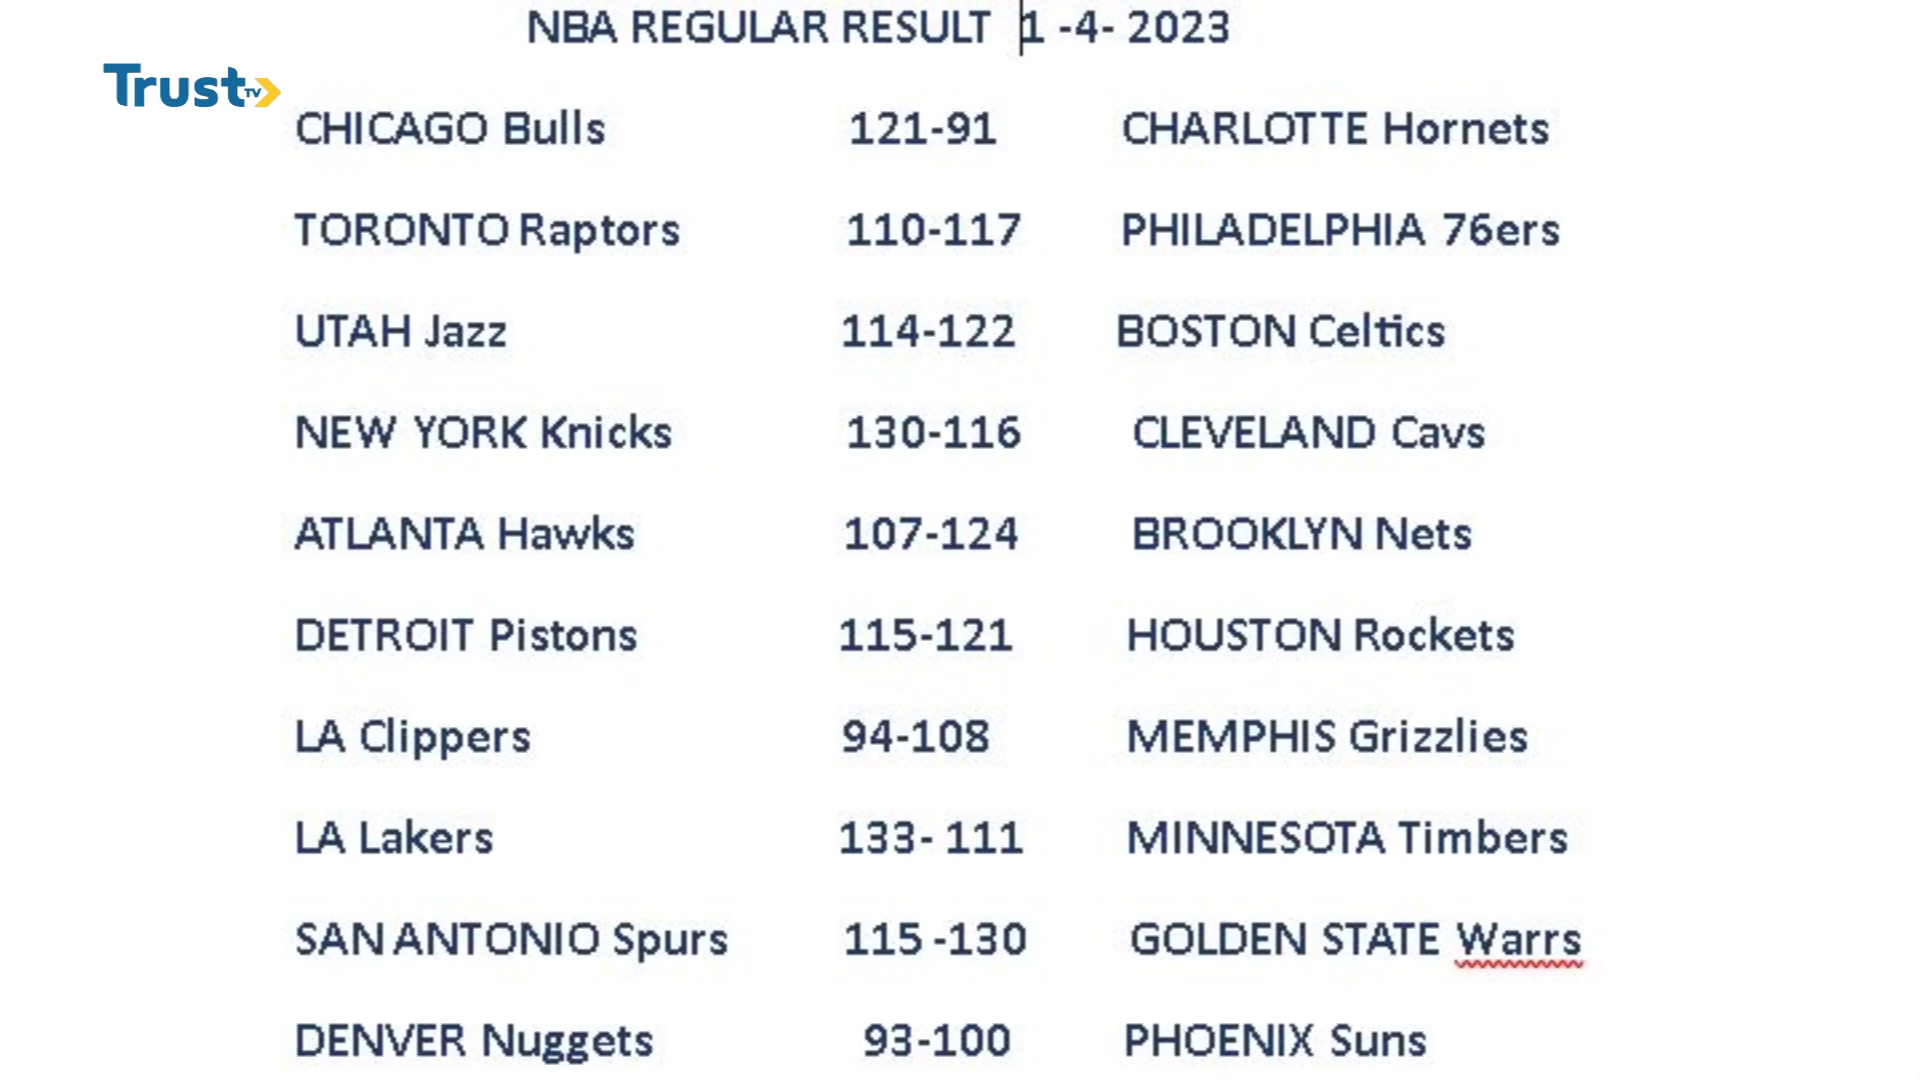 NBA REGULAR RESULT 1 -4- 2023
Trust TV
CHICAGO Bulls 121-91 CHARLOTTE Hornets
TORONTO Raptors 110-117 PHILADELPHIA 76ers
UTAH Jazz 114-122 BOSTON Celtics
NEW YORK Knicks 130-116 CLEVELAND Cavs
ATLANTA Hawks 107-124 BROOKLYN Nets
DETROIT Pistons 115-121 HOUSTON Rockets
LA Clippers 94-108 MEMPHIS Grizzlies
LA Lakers 133- 111 MINNESOTA Timbers
SAN ANTONIO Spurs 115 -130 GOLDEN STATE Warrs
DENVER Nuggets 93-100 PHOENIX Suns